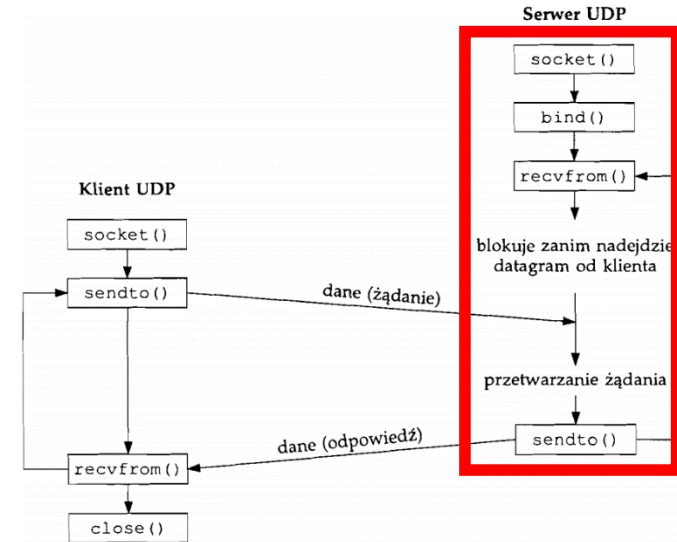 Serwer UDP
socket()
bind()
recvfrom()
blokuje zanim nadejdzie
datagram od klienta
przetwarzanie żądania
sendto()
Klient UDP
socket()
sendto()
dane (żądanie)
dane (odpowiedź)
recvfrom()
close()